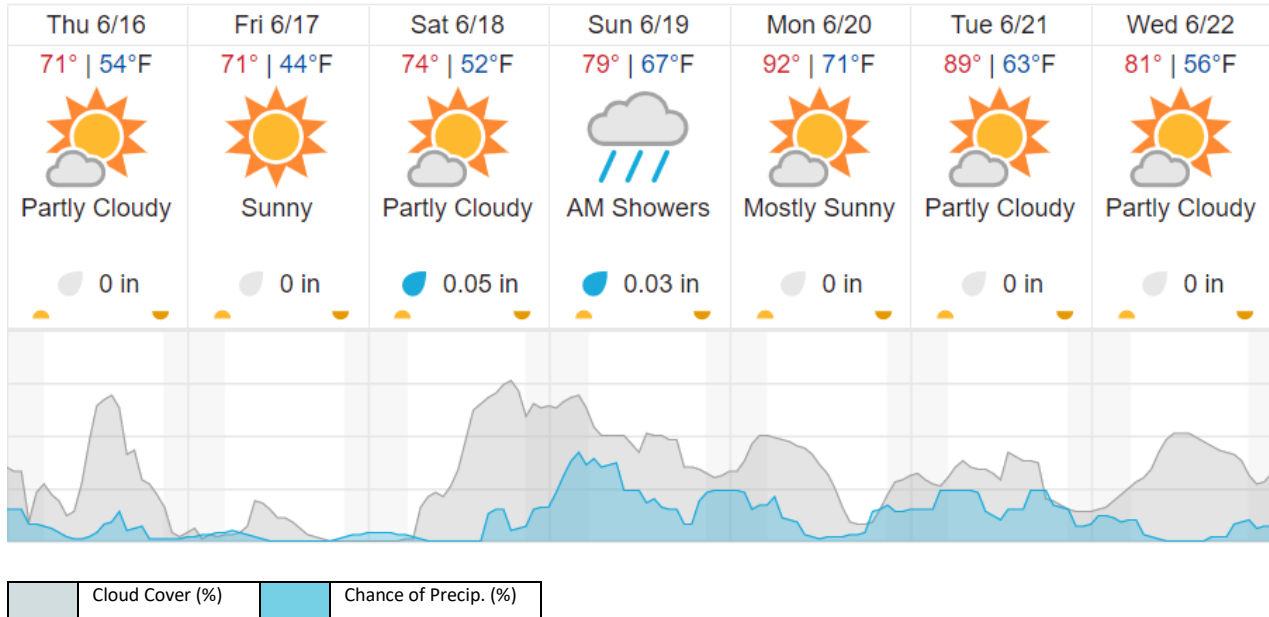 Thu 6/16 Fri 6/17 Sat 6/18 Sun 6/19 Mon 6/20 Tue 6/21 Wed 6/22
71° | 54°F 71° | 44°F 74° | 52°F 79° | 67°F 92° | 71°F 89° | 63°F 81° | 56°F
Partly Cloudy Sunny Partly Cloudy AM Showers Mostly Sunny Partly Cloudy Partly Cloudy
0 in 0 in 0.05 in 0.03 in 0 in 0 in 0 in
Cloud Cover (%) Chance of Precip. (%)